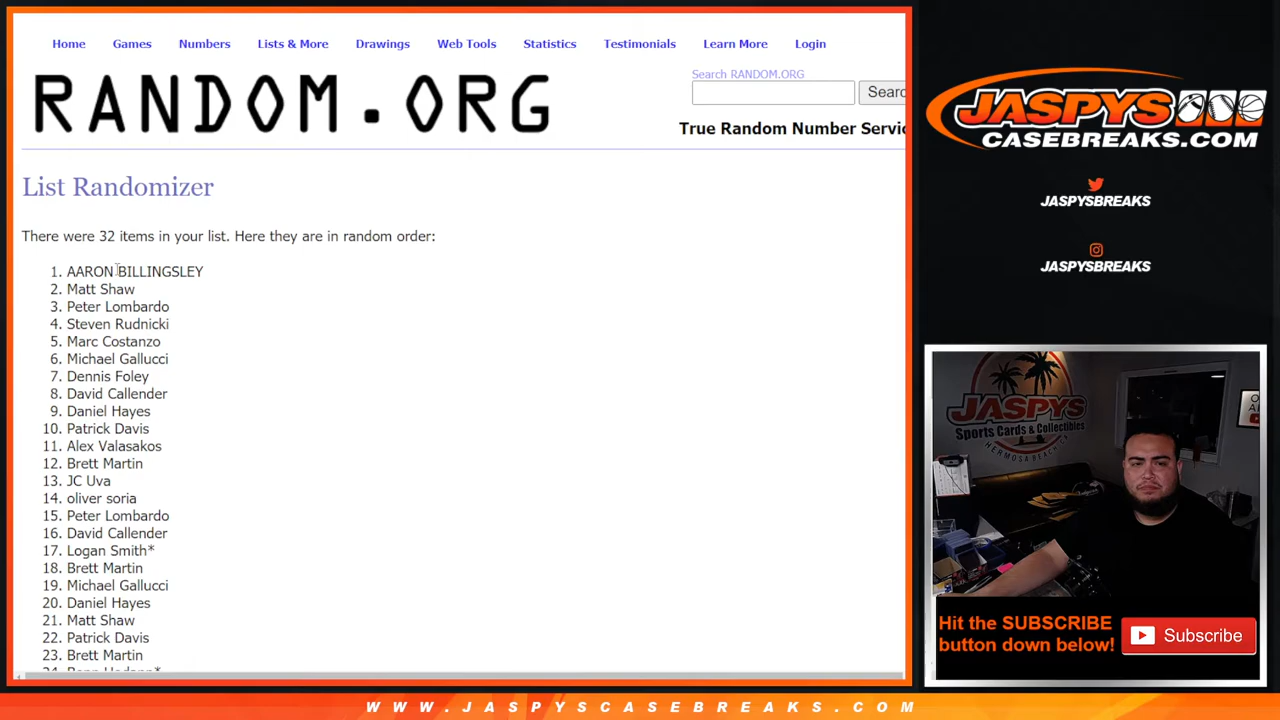 Home Games Numbers Lists & More Drawings Web Tools Statistics Testimonials Learn More Login
RANDOM.ORG
Search RANDOM.ORG
Searc
True Random Number Servic
List Randomizer
There were 32 items in your list. Here they are in random order:
1. AARON BILLINGSLEY
2. Matt Shaw
3. Peter Lombardo
4. Steven Rudnicki
5. Marc Costanzo
6. Michael Gallucci
7. Dennis Foley
8. David Callender
9. Daniel Hayes
10. Patrick Davis
11. Alex Valasakos
12. Brett Martin
13. JC Uva
14. oliver soria
15. Peter Lombardo
16. David Callender
17. Logan Smith*
18. Brett Martin
19. Michael Gallucci
20. Daniel Hayes
21. Matt Shaw
22. Patrick Davis
23. Brett Martin
JASPYS
CASEBREAKS.COM
JASPYSBREAKS
JASPYSBREAKS
JASPYS
Sports Cards & Collectibles
HERMOSA BEACH, CA
Hit the SUBSCRIBE
button down below!
Subscribe
WWW.JASPYSCASEBREAKS.COM